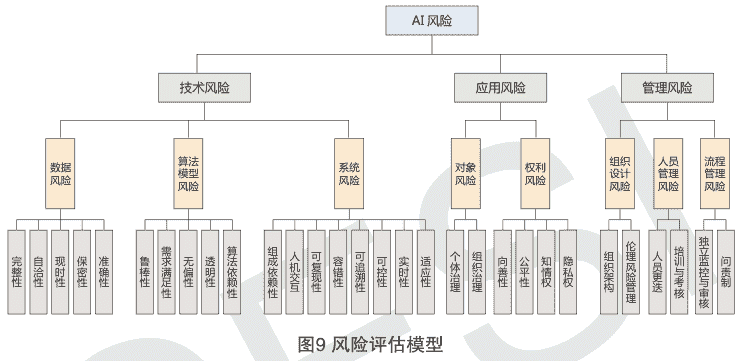 AI 风险
技术风险
应用风险
管理风险
数据
风险
算法
模型
风险
系统
风险
对象
风险
权利
风险
组织
设计
风险
人员
管理
风险
流程
管理
风险
完整性
自洽性
现时性
保密性
准确性
鲁棒性
需求满足性
无偏性
透明性
算法依赖性
组成依赖性
人机交互
可复现性
容错性
可追溯性
可控性
实时性
适应性
个体治理
组织治理
向善性
公平性
知情权
隐私权
组织架构
伦理风险管理
人员更迭
培训与考核
独立监控与审核
问责制
图9 风险评估模型